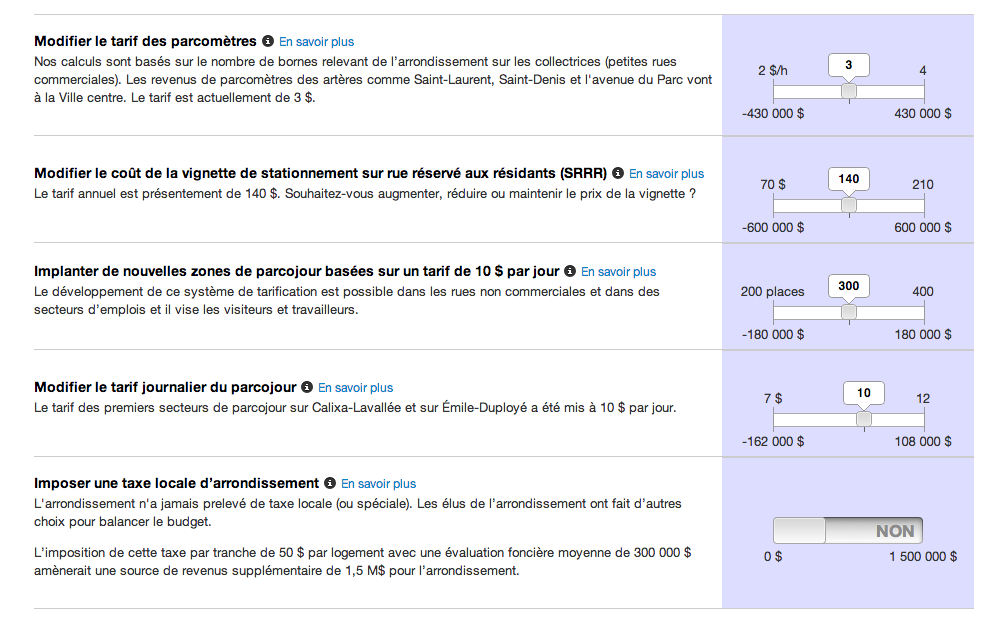 Modifier le tarif des parcomètres i En savoir plus
Nos calculs sont basés sur le nombre de bornes relevant de l'arrondissement sur les collectrices (petites rues
commerciales). Les revenus de parcomètres des artères comme Saint-Laurent, Saint-Denis et l'avenue du Parc vont
à la Ville centre. Le tarif est actuellement de 3 $.
2 $/h 3 4
-430 000 $ 430 000 $
Modifier le coût de la vignette de stationnement sur rue réservé aux résidants (SRRR) i En savoir plus
Le tarif annuel est présentement de 140 $. Souhaitez-vous augmenter, réduire ou maintenir le prix de la vignette ?
70 $ 140 210
-600 000 $ 600 000 $
Implanter de nouvelles zones de parcojour basées sur un tarif de 10 $ par jour i En savoir plus
Le développement de ce système de tarification est possible dans les rues non commerciales et dans des
secteurs d'emplois et il vise les visiteurs et travailleurs.
200 places 300 400
-180 000 $ 180 000 $
Modifier le tarif journalier du parcojour i En savoir plus
Le tarif des premiers secteurs de parcojour sur Calixa-Lavallée et sur Émile-Duployé a été mis à 10 $ par jour.
7 $ 10 12
-162 000 $ 108 000 $
Imposer une taxe locale d'arrondissement i En savoir plus
L'arrondissement n'a jamais prelevé de taxe locale (ou spéciale). Les élus de l'arrondissement ont fait d'autres
choix pour balancer le budget.
L'imposition de cette taxe par tranche de 50 $ par logement avec une évaluation foncière moyenne de 300 000 $
amènerait une source de revenus supplémentaire de 1,5 M$ pour l'arrondissement.
NON
0 $ 1 500 000 $